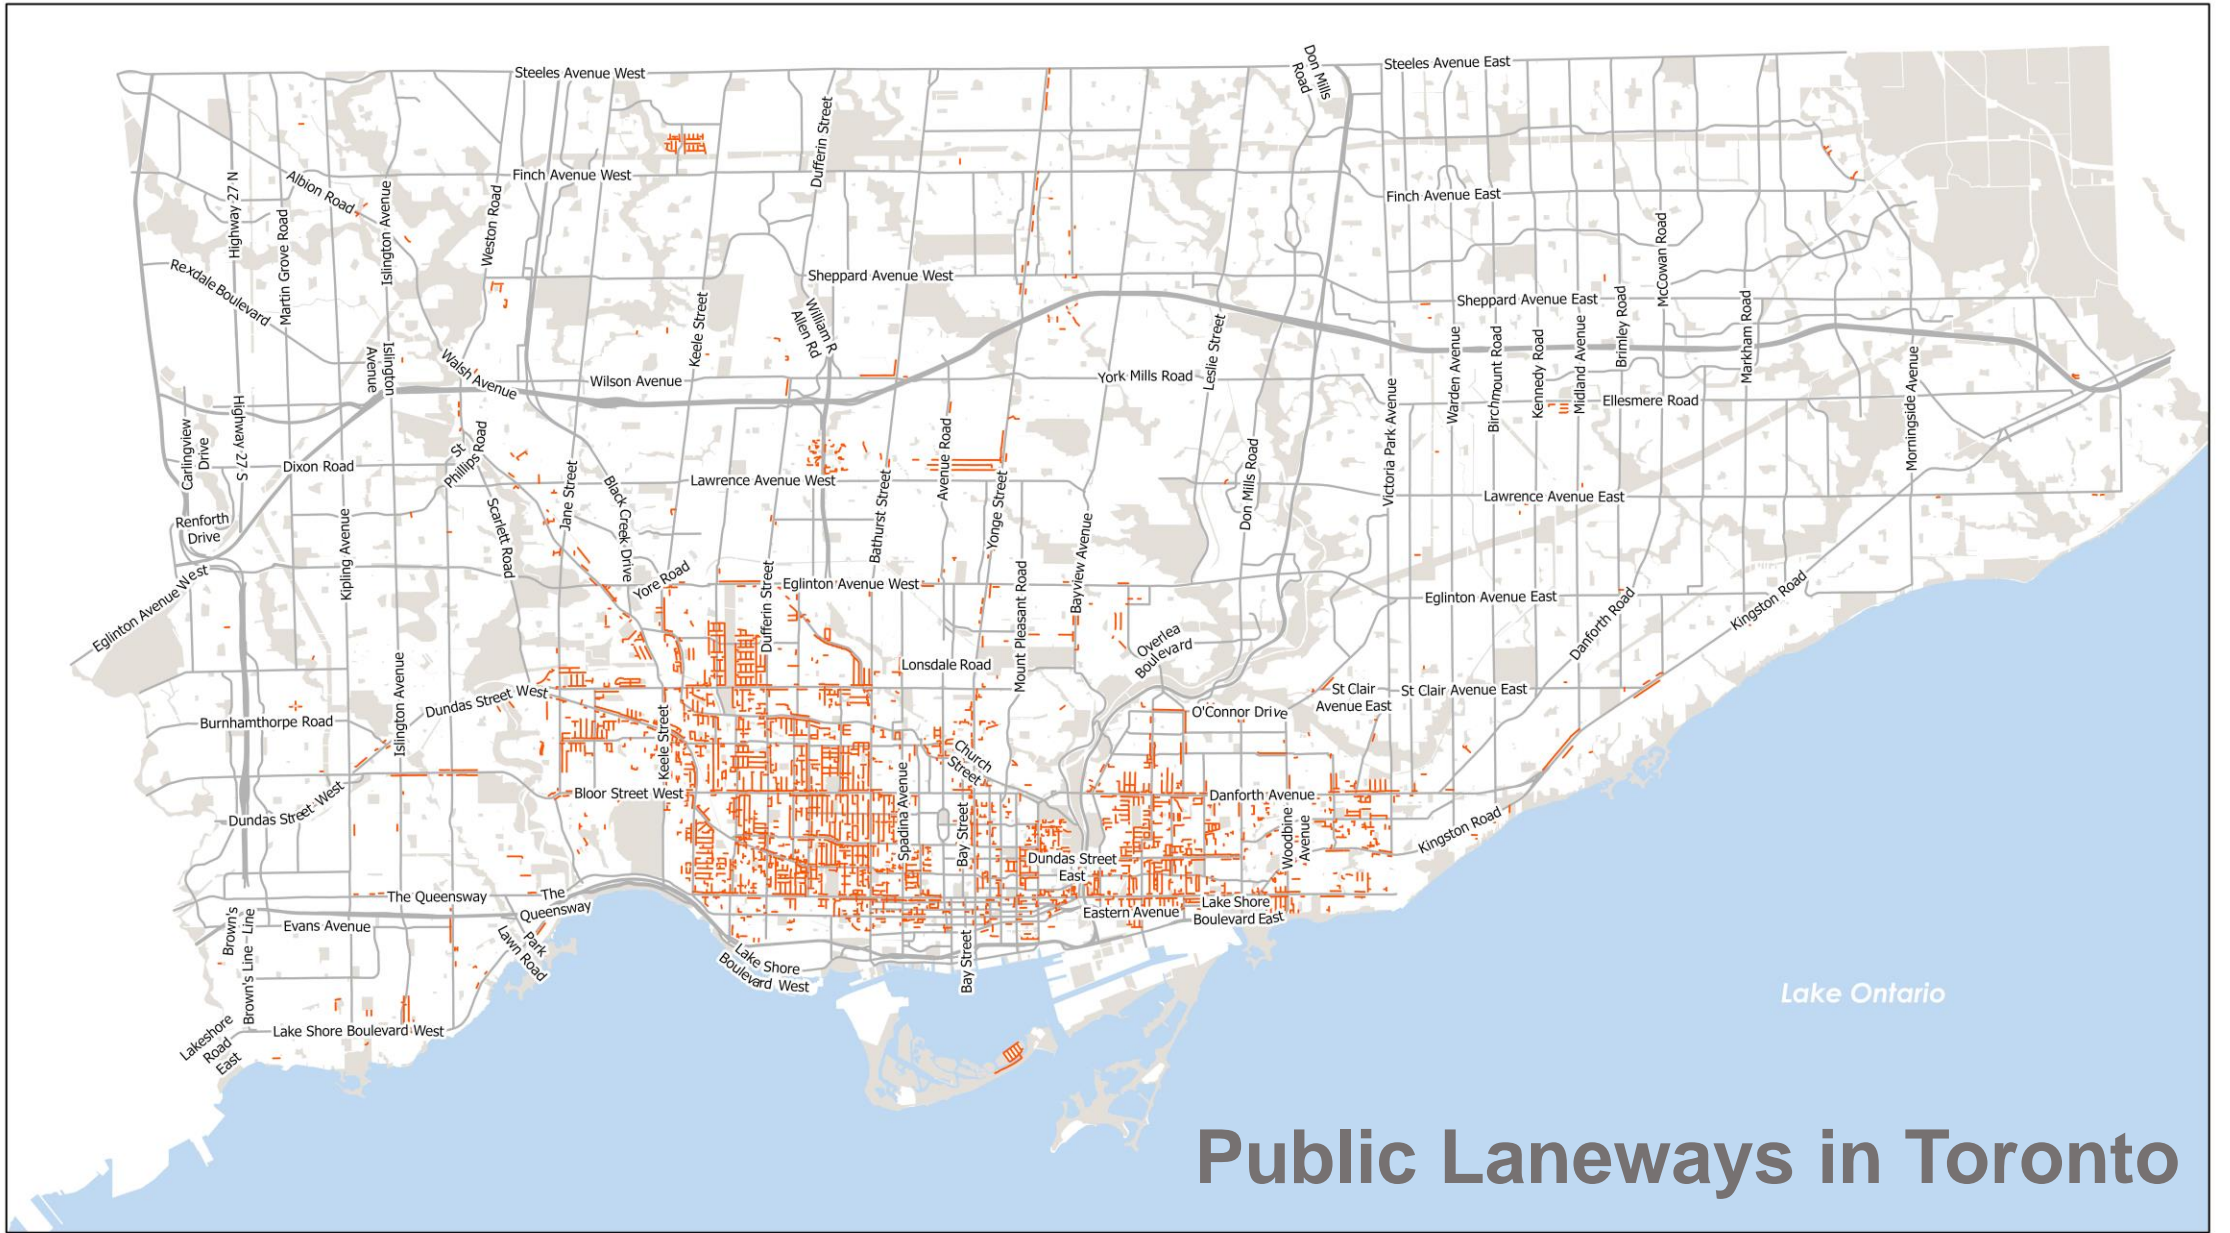 Steeles Avenue West
Don Mills
Road
Steeles Avenue East
Dufferin Street
Finch Avenue West
Albion Road
Highway 27 N
Martin Grove Road
Islington Avenue
Weston Road
Finch Avenue East
Rexdale Boulevard
Sheppard Avenue West
Sheppard Avenue East
McCowan Road
Keele Street
William R
Allen Rd
Leslie Street
Warden Avenue
Birchmount Road
Kennedy Road
Midland Avenue
Brimley Road
Markham Road
Morningside Avenue
Islington
Avenue
Walsh Avenue
Wilson Avenue
York Mills Road
Ellesmere Road
Victoria Park Avenue
Carlingview
Drive
Highway 27 S
Dixon Road
St
Phillips Road
Jane Street
Black Creek Drive
Lawrence Avenue West
Avenue Road
Bathurst Street
Yonge Street
Don Mills Road
Lawrence Avenue East
Renforth
Drive
Kipling Avenue
Scarlett Road
Bayview Avenue
Eglinton Avenue West
Yore Road
Dufferin Street
Eglinton Avenue West
Mount Pleasant Road
Eglinton Avenue East
Danforth Road
Kingston Road
Overlea
Boulevard
Lonsdale Road
Islington Avenue
Dundas Street West
St Clair
Avenue East
St Clair Avenue East
Burnhamthorpe Road
O'Connor Drive
Keele Street
Church
Street
Bloor Street West
Spadina Avenue
Bay Street
Danforth Avenue
Woodbine
Avenue
Dundas Street West
Kingston Road
Dundas Street
East
The Queensway
The
Queensway
Lake Shore
Boulevard East
Eastern Avenue
Brown's
Line
Brown's Line
Evans Avenue
Park
Lawn Road
Lake Shore
Boulevard West
Bay Street
Lake Ontario
Lakeshore
Road
East
Lake Shore Boulevard West
Public Laneways in Toronto